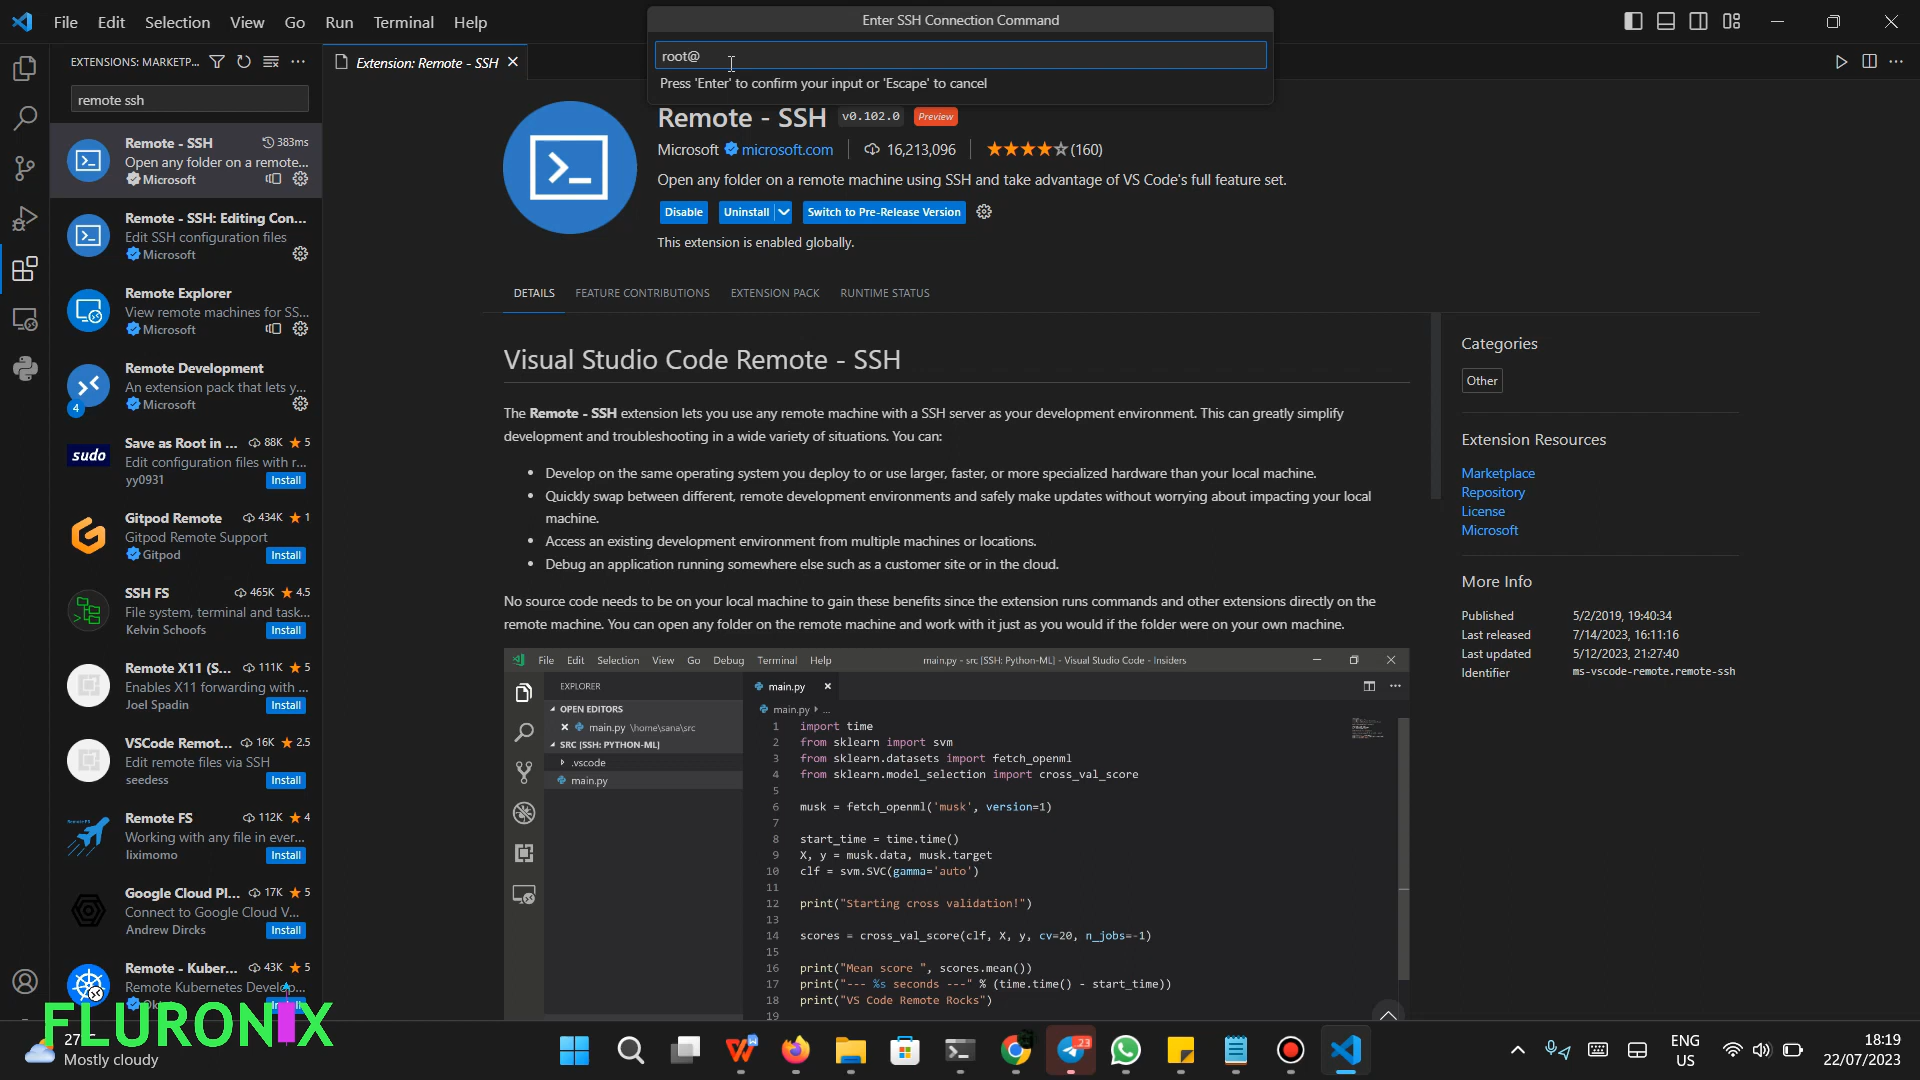 File Edit Selection View Go Run Terminal Help
Enter SSH Connection Command
root@
Press 'Enter' to confirm your input or 'Escape' to cancel
EXTENSIONS: MARKETP...
Extension: Remote - SSH
remote ssh
Remote - SSH 383ms
Open any folder on a remote...
Microsoft
Remote - SSH: Editing Con...
Edit SSH configuration files
Microsoft
Remote Explorer
View remote machines for SS...
Microsoft
Remote Development
An extension pack that lets y...
4 Microsoft
sudo
Save as Root in ... 88K 5
Edit configuration files with r...
yy0931 Install
Gitpod Remote 434K 1
Gitpod Remote Support
Gitpod Install
SSH FS 465K 4.5
File system, terminal and task...
Kelvin Schoofs Install
Remote X11 (S... 111K 5
Enables X11 forwarding with ...
Joel Spadin Install
VSCode Remot... 16K 2.5
Edit remote files via SSH
seedess Install
Remote FS 112K 4
Working with any file in ever...
liximomo Install
Google Cloud Pl... 17K 5
Connect to Google Cloud V...
Andrew Dircks Install
Remote - Kuber... 43K 5
Remote Kubernetes Develop...
Remote - SSH v0.102.0 Preview
Microsoft microsoft.com 16,213,096 (160)
Open any folder on a remote machine using SSH and take advantage of VS Code's full feature set.
Disable Uninstall Switch to Pre-Release Version
This extension is enabled globally.
DETAILS FEATURE CONTRIBUTIONS EXTENSION PACK RUNTIME STATUS
Visual Studio Code Remote - SSH
The Remote - SSH extension lets you use any remote machine with a SSH server as your development environment. This can greatly simplify
development and troubleshooting in a wide variety of situations. You can:
• Develop on the same operating system you deploy to or use larger, faster, or more specialized hardware than your local machine.
• Quickly swap between different, remote development environments and safely make updates without worrying about impacting your local
machine.
• Access an existing development environment from multiple machines or locations.
• Debug an application running somewhere else such as a customer site or in the cloud.
No source code needs to be on your local machine to gain these benefits since the extension runs commands and other extensions directly on the
remote machine. You can open any folder on the remote machine and work with it just as you would if the folder were on your own machine.
File Edit Selection View Go Debug Terminal Help main.py - src [SSH: Python-ML] - Visual Studio Code - Insiders
EXPLORER
OPEN EDITORS
main.py \home\sana\src
SRC [SSH: PYTHON-ML]
.vscode
main.py
main.py
main.py ...
1 import time
2 from sklearn import svm
3 from sklearn.datasets import fetch_openml
4 from sklearn.model_selection import cross_val_score
5
6 musk = fetch_openml('musk', version=1)
7
8 start_time = time.time()
9 X, y = musk.data, musk.target
10 clf = svm.SVC(gamma='auto')
11
12 print("Starting cross validation!")
13
14 scores = cross_val_score(clf, X, y, cv=20, n_jobs=-1)
15
16 print("Mean score ", scores.mean())
17 print("--- %s seconds ---" % (time.time() - start_time))
18 print("VS Code Remote Rocks")
19
Categories
Other
Extension Resources
Marketplace
Repository
License
Microsoft
More Info
Published 5/2/2019, 19:40:34
Last released 7/14/2023, 16:11:16
Last updated 5/12/2023, 21:27:40
Identifier ms-vscode-remote.remote-ssh
FLURONIX
Mostly cloudy
23
ENG
US
18:19
22/07/2023